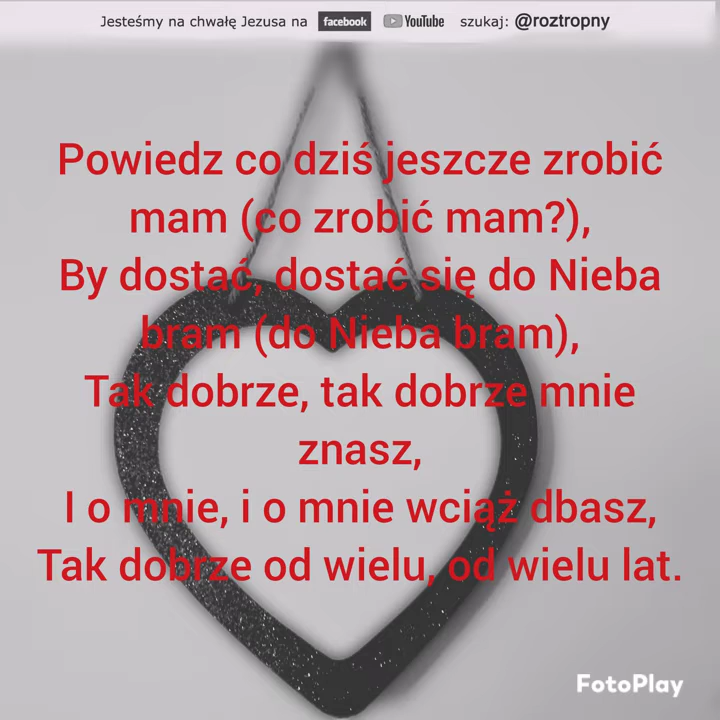 Jesteśmy na chwałę Jezusa na facebook YouTube szukaj: @roztropny
Powiedz co dziś jeszcze zrobić
mam (co zrobić mam?),
By dostać, dostać się do Nieba
bram (do Nieba bram),
Tak dobrze, tak dobrze mnie
znasz,
I o mnie, i o mnie wciąż dbasz,
Tak dobrze od wielu, od wielu lat.
FotoPlay